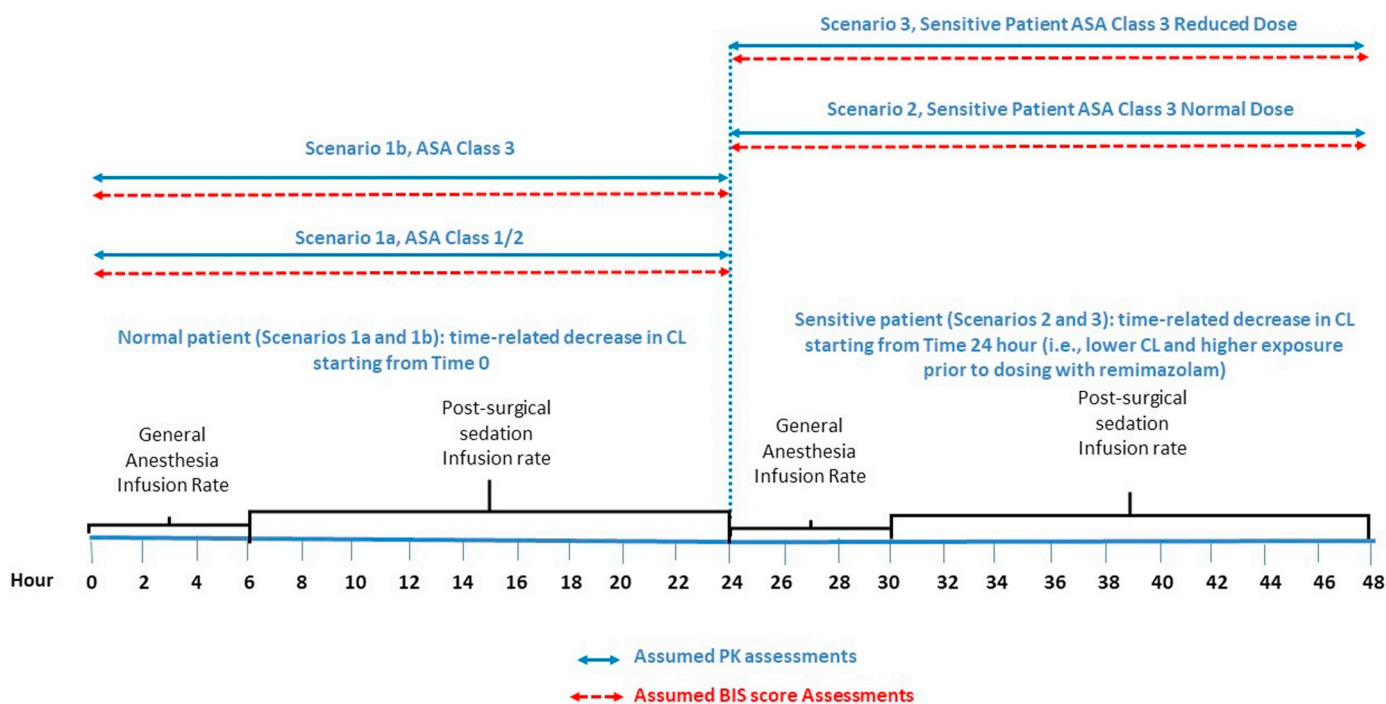 Scenario 3, Sensitive Patient ASA Class 3 Reduced Dose
Scenario 2, Sensitive Patient ASA Class 3 Normal Dose
Scenario 1b, ASA Class 3
Scenario 1a, ASA Class 1/2
Normal patient (Scenarios 1a and 1b): time-related decrease in CL
starting from Time 0
Sensitive patient (Scenarios 2 and 3): time-related decrease in CL
starting from Time 24 hour (i.e., lower CL and higher exposure
prior to dosing with remimazolam)
General
Anesthesia
Infusion Rate
Post-surgical
sedation
Infusion rate
General
Anesthesia
Infusion Rate
Post-surgical
sedation
Infusion rate
Hour 0 2 4 6 8 10 12 14 16 18 20 22 24 26 28 30 32 34 36 38 40 42 44 46 48
Assumed PK assessments
Assumed BIS score Assessments